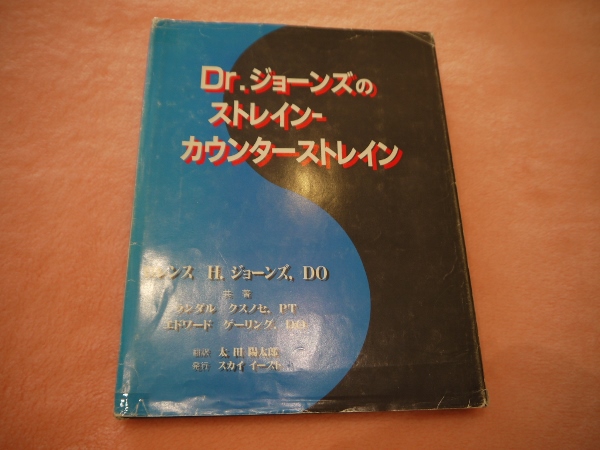 Dr.ジョーンズの
ストレイン-
カウンターストレイン
H. ジョーンズ, DO
共著
ランダル クスノセ, PT
エドワード ゲーリング, DO
翻訳 太田陽太郎
発行 スカイ イースト